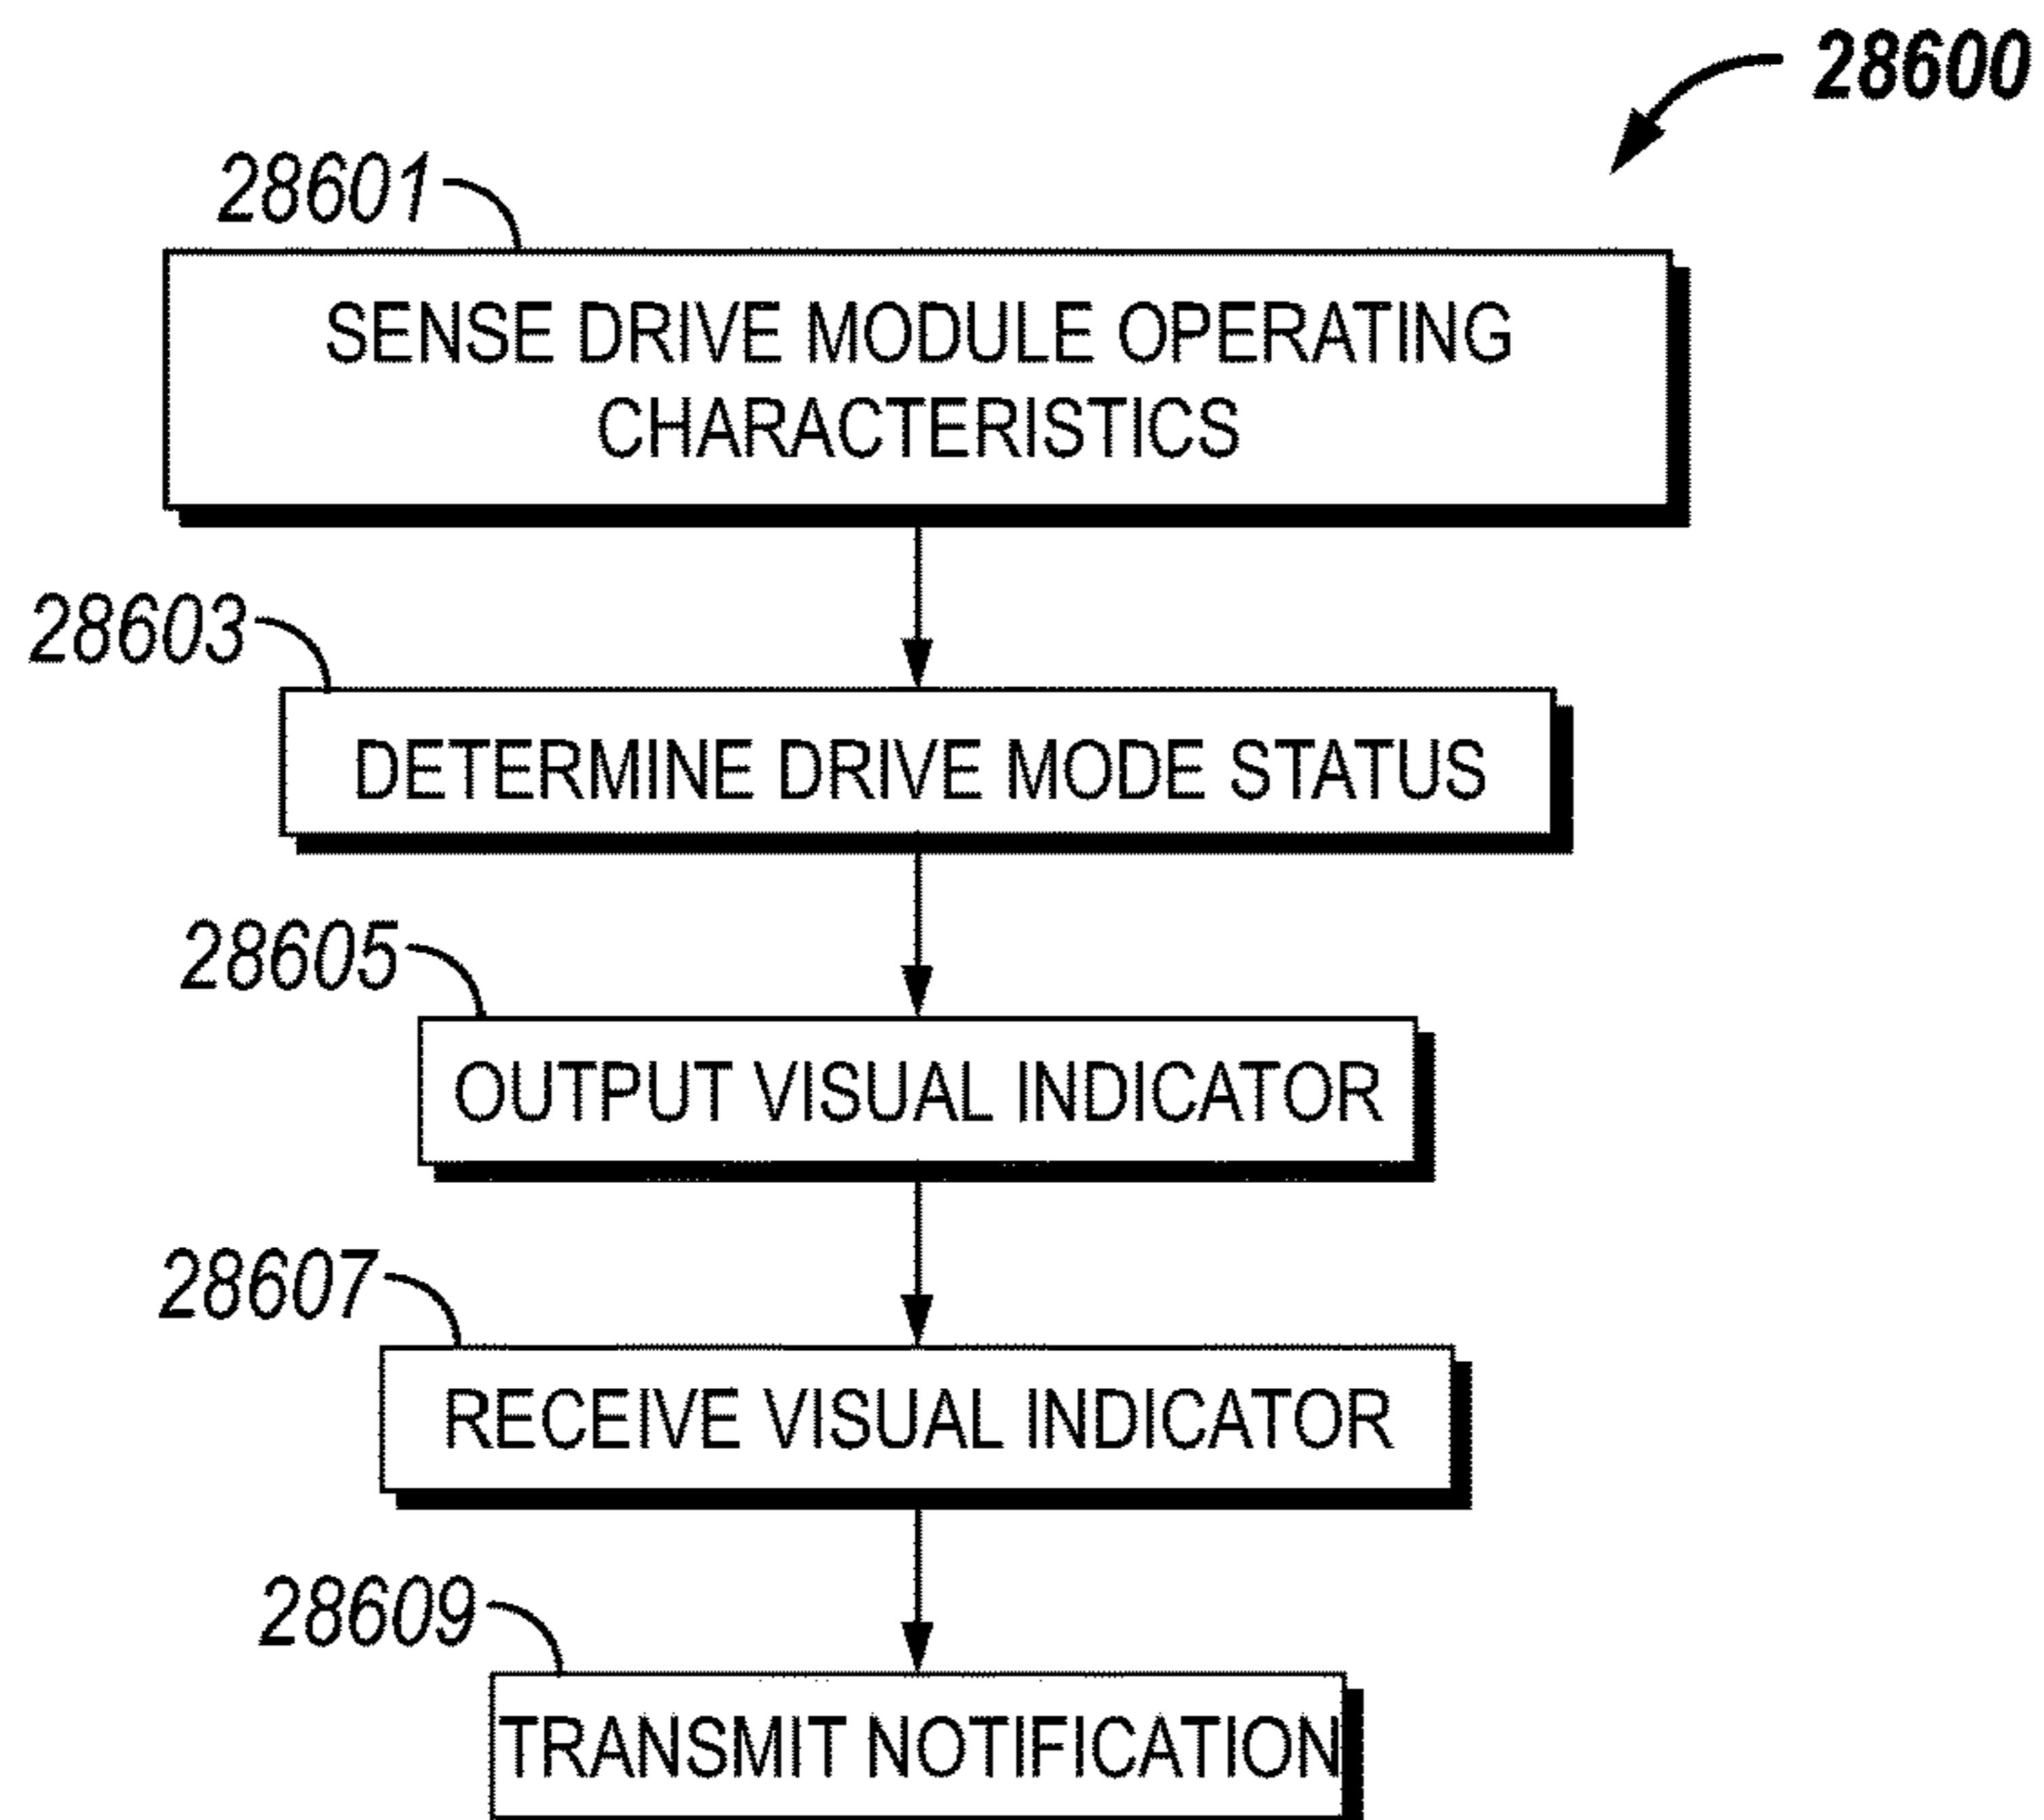 28600
28601
SENSE DRIVE MODULE OPERATING
CHARACTERISTICS
28603
DETERMINE DRIVE MODE STATUS
28605
OUTPUT VISUAL INDICATOR
28607
RECEIVE VISUAL INDICATOR
28609
TRANSMIT NOTIFICATION